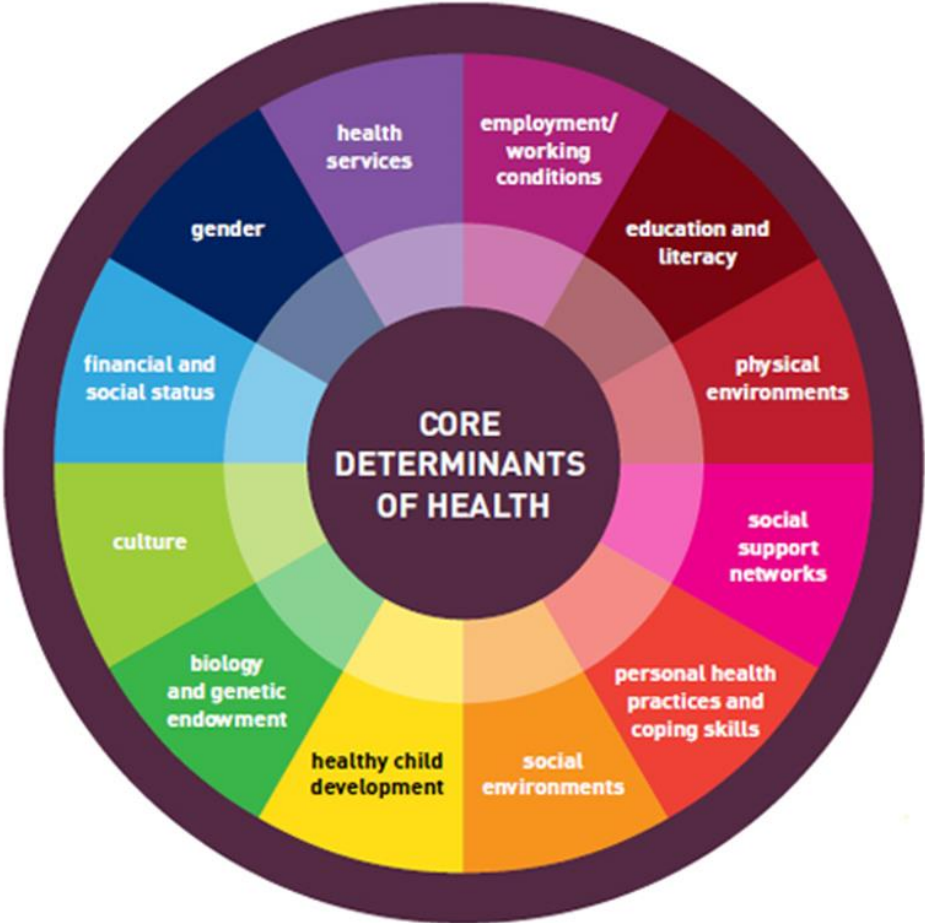 CORE
DETERMINANTS
OF HEALTH
employment/
working
conditions
education and
literacy
physical
environments
social
support
networks
personal health
practices and
coping skills
social
environments
healthy child
development
biology
and genetic
endowment
culture
financial and
social status
gender
health
services